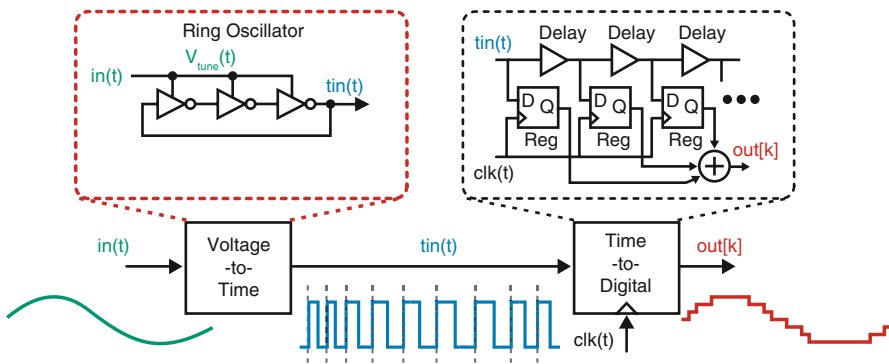 Ring Oscillator
V_tune(t)
in(t)
tin(t)
Delay Delay Delay
tin(t)
D Q D Q D Q
Reg Reg Reg
clk(t)
+
out[k]
in(t)
Voltage
-to-
Time
tin(t)
Time
-to-
Digital
out[k]
clk(t)